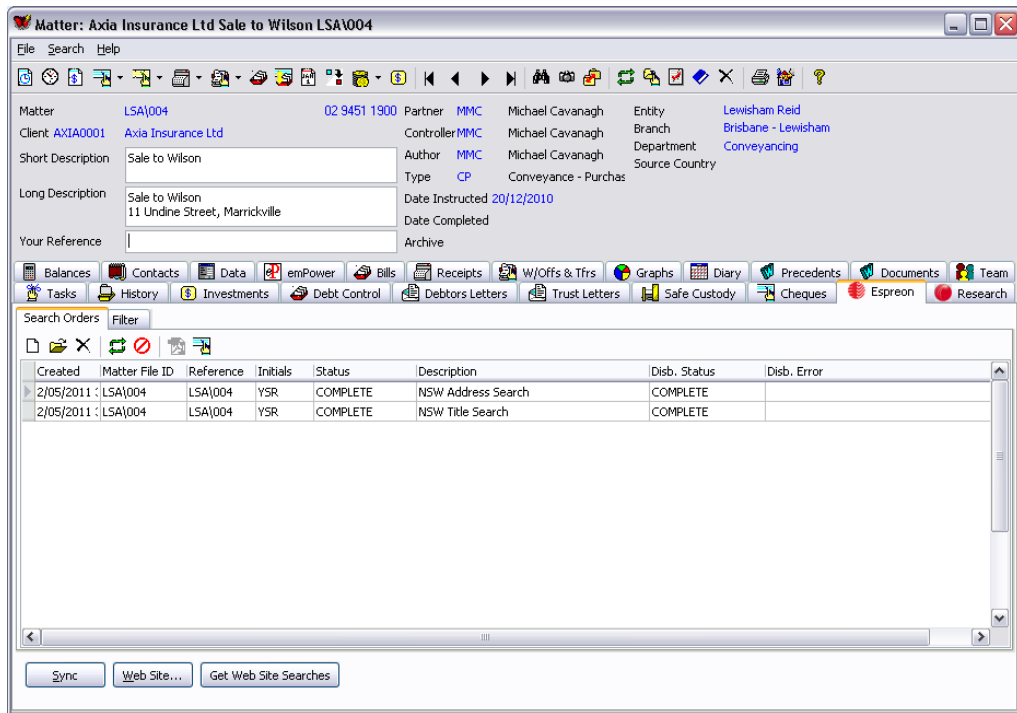 Matter: Axia Insurance Ltd Sale to Wilson LSA\004
File Search Help
Matter LSA\004 02 9451 1900 Partner MMC Michael Cavanagh Entity Lewisham Reid
Client AXIA0001 Axia Insurance Ltd Controller MMC Michael Cavanagh Branch Brisbane - Lewisham
Short Description Sale to Wilson Author MMC Michael Cavanagh Department Conveyancing
Type CP Conveyance - Purchas Source Country
Long Description Sale to Wilson Date Instructed 20/12/2010
11 Undine Street, Marrickville
Date Completed
Your Reference Archive
Balances Contacts Data emPower Bills Receipts W/Offs & Tfrs Graphs Diary Precedents Documents Team
Tasks History Investments Debt Control Debtors Letters Trust Letters Safe Custody Cheques Espreon Research
Search Orders Filter
Created Matter File ID Reference Initials Status Description Disb. Status Disb. Error
2/05/2011 LSA\004 LSA\004 YSR COMPLETE NSW Address Search COMPLETE
2/05/2011 LSA\004 LSA\004 YSR COMPLETE NSW Title Search COMPLETE
Sync Web Site... Get Web Site Searches